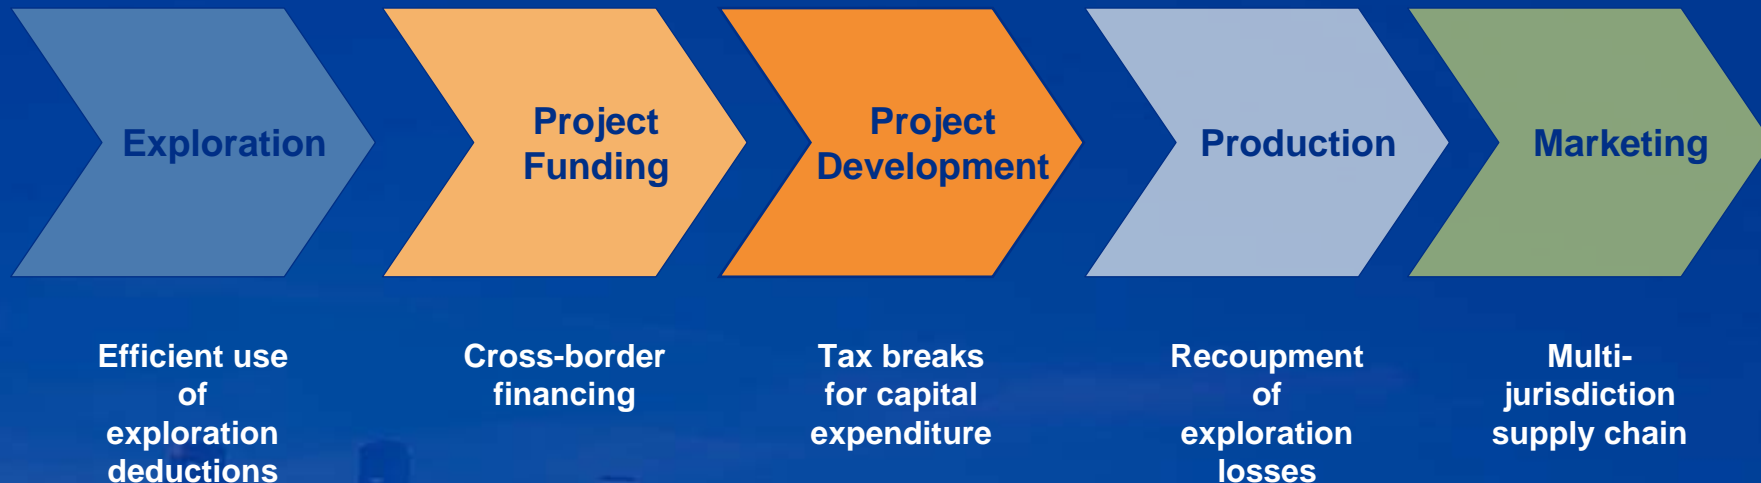 Exploration
Project
Funding
Project
Development
Production
Marketing
Efficient use
of
exploration
deductions
Cross-border
financing
Tax breaks
for capital
expenditure
Recoupment
of
exploration
losses
Multi-
jurisdiction
supply chain